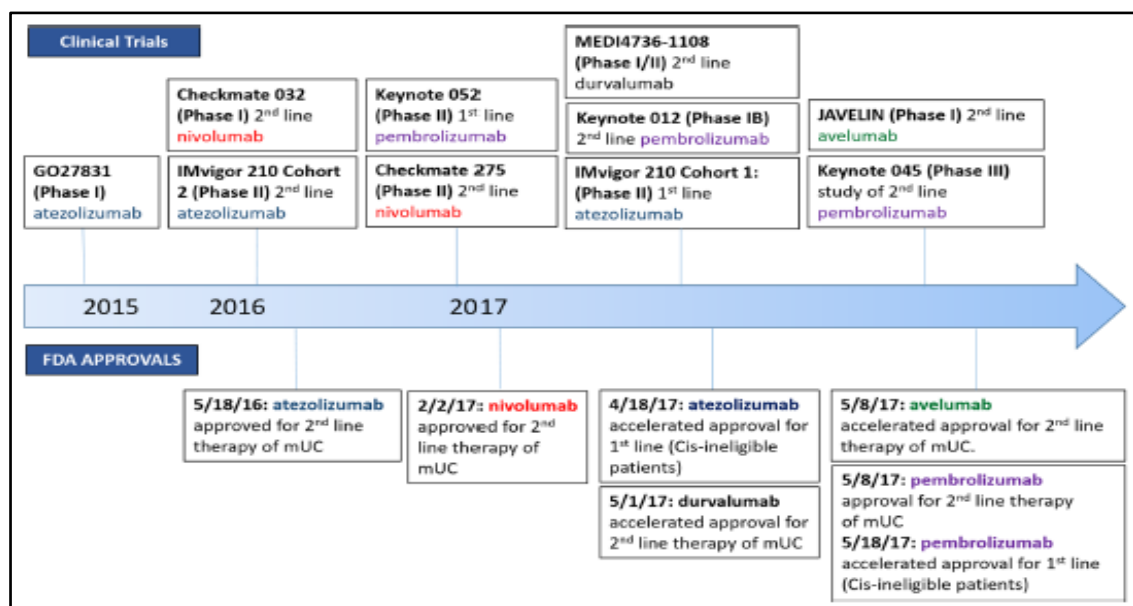 Clinical Trials
GO27831
(Phase I)
atezolizumab
Checkmate 032
(Phase I) 2nd line
nivolumab
IMvigor 210 Cohort
2 (Phase II) 2nd line
atezolizumab
Keynote 052
(Phase II) 1st line
pembrolizumab
Checkmate 275
(Phase II) 2nd line
nivolumab
MEDI4736-1108
(Phase I/II) 2nd line
durvalumab
Keynote 012 (Phase IB)
2nd line pembrolizumab
IMvigor 210 Cohort 1:
(Phase II) 1st line
atezolizumab
JAVELIN (Phase I) 2nd line
avelumab
Keynote 045 (Phase III)
study of 2nd line
pembrolizumab
2015
2016
2017
FDA APPROVALS
5/18/16: atezolizumab
approved for 2nd line
therapy of mUC
2/2/17: nivolumab
approved for 2nd
line therapy of
mUC
4/18/17: atezolizumab
accelerated approval for
1st line (Cis-ineligible
patients)
5/1/17: durvalumab
accelerated approval for
2nd line therapy of mUC
5/8/17: avelumab
accelerated approval for 2nd line
therapy of mUC.
5/8/17: pembrolizumab
approval for 2nd line therapy
of mUC
5/18/17: pembrolizumab
accelerated approval for 1st line
(Cis-ineligible patients)